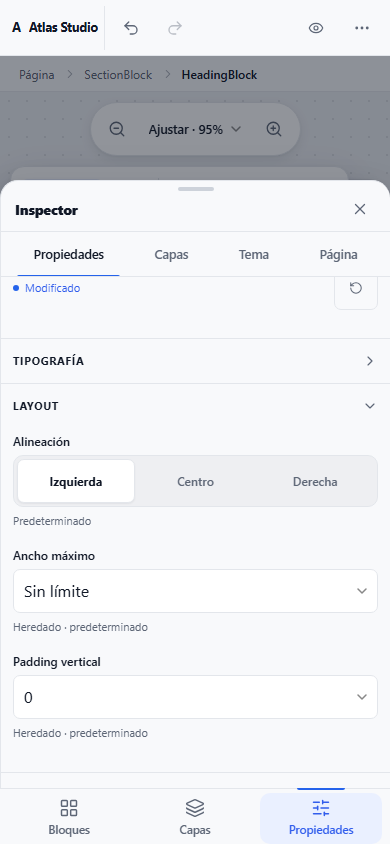 A Atlas Studio
Página SectionBlock HeadingBlock
Ajustar · 95%
Inspector
Propiedades Capas Tema Página
Modificado
TIPOGRAFÍA
LAYOUT
Alineación
Izquierda Centro Derecha
Predeterminado
Ancho máximo
Sin límite
Heredado · predeterminado
Padding vertical
0
Heredado · predeterminado
Bloques Capas Propiedades